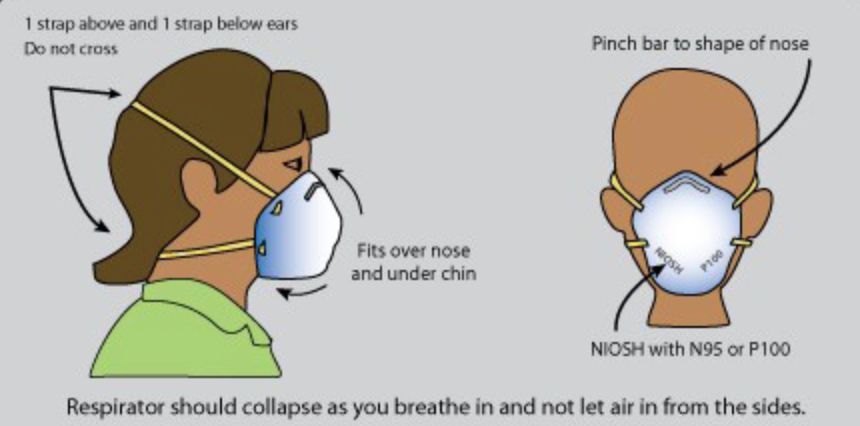 1 strap above and 1 strap below ears
Do not cross
Pinch bar to shape of nose
Fits over nose
and under chin
NIOSH
P100
NIOSH with N95 or P100
Respirator should collapse as you breathe in and not let air in from the sides.